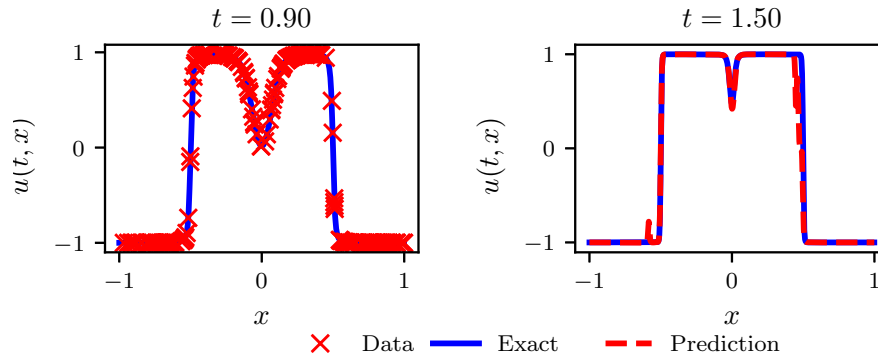 t = 0.90
t = 1.50
u(t, x)
1
0
−1
−1
0
1
x
u(t, x)
1
0
−1
−1
0
1
x
Data
Exact
Prediction